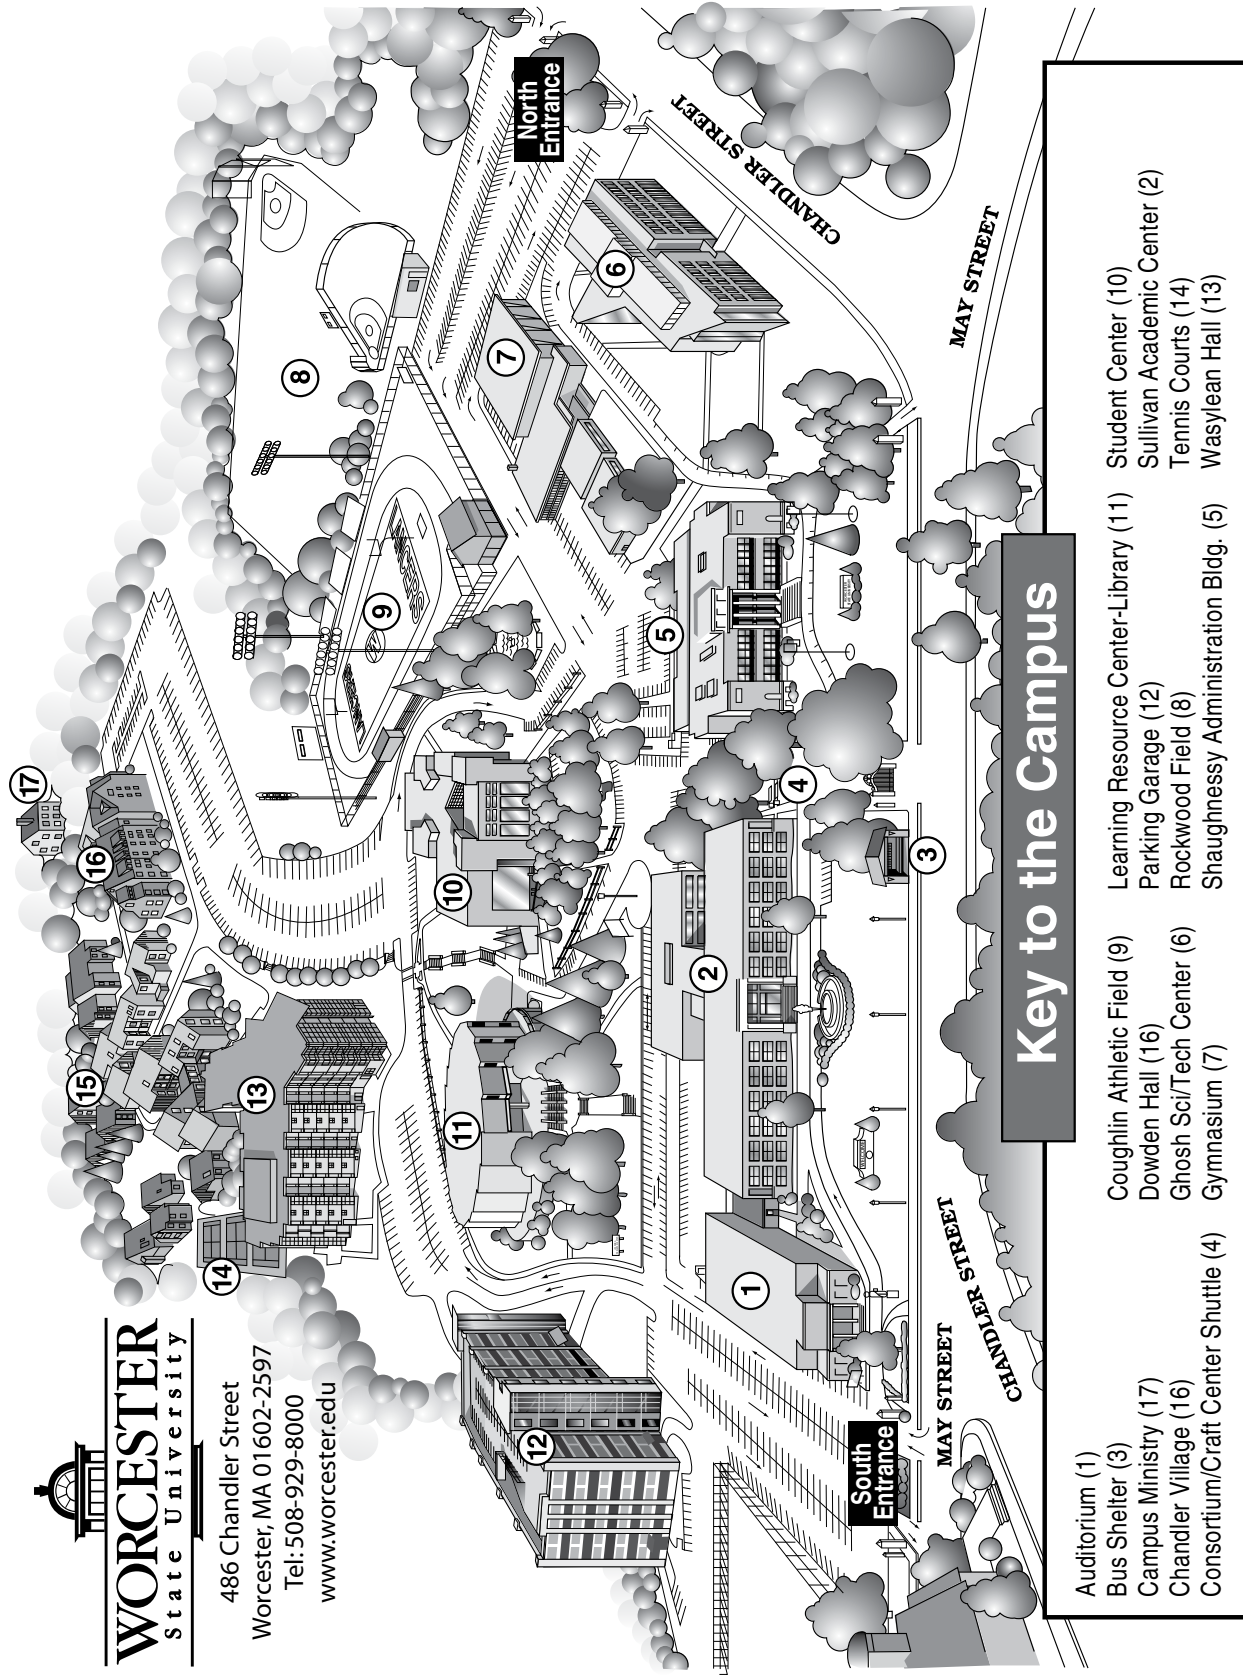 WORCESTER
State University
486 Chandler Street
Worcester, MA 01602-2597
Tel: 508-929-8000
www.worcester.edu
17
16
15
13
14
8
9
10
11
12
7
6
5
4
3
2
1
North
Entrance
CHANDLER STREET
MAY STREET
South
Entrance
MAY STREET
CHANDLER STREET
Key to the Campus
Auditorium (1)
Bus Shelter (3)
Campus Ministry (17)
Chandler Village (16)
Consortium/Craft Center Shuttle (4)
Coughlin Athletic Field (9)
Dowden Hall (16)
Ghosh Sci/Tech Center (6)
Gymnasium (7)
Learning Resource Center-Library (11)
Parking Garage (12)
Rockwood Field (8)
Shaughnessy Administration Bldg. (5)
Student Center (10)
Sullivan Academic Center (2)
Tennis Courts (14)
Wasylean Hall (13)